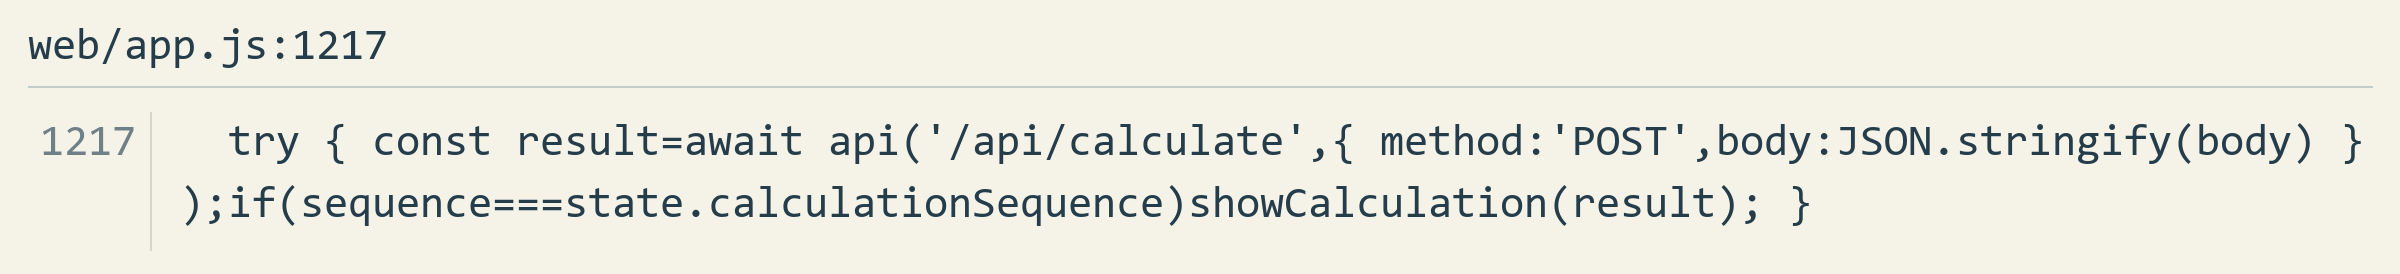 web/app.js:1217
1217   try { const result=await api('/api/calculate',{ method:'POST',body:JSON.stringify(body) }
);if(sequence===state.calculationSequence)showCalculation(result); }